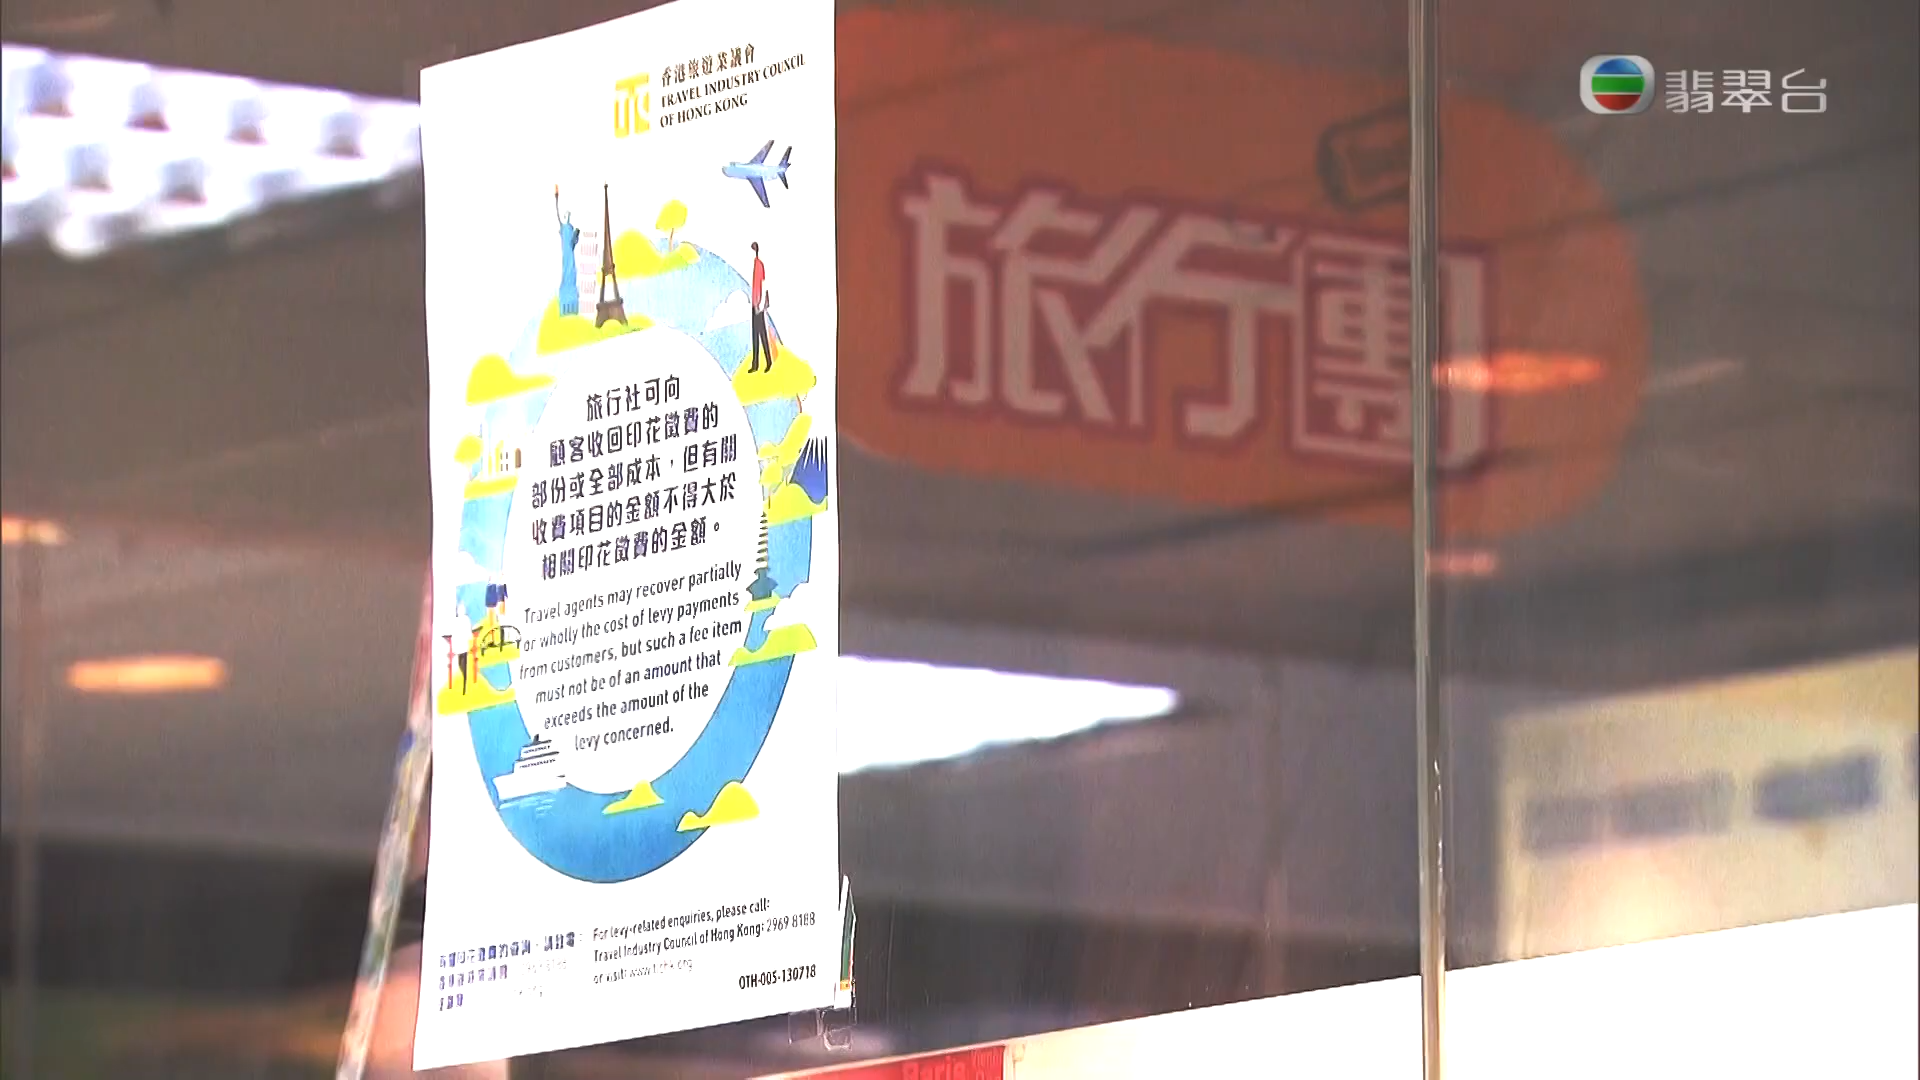 香港旅遊業議會
TRAVEL INDUSTRY COUNCIL
OF HONG KONG
翡翠台
旅行團
旅行社可向
顧客收回印花徵費的
部份或全部成本，但有關
收費項目的金額不得大於
相關印花徵費的金額。
Travel agents may recover partially
or wholly the cost of levy payments
from customers, but such a fee item
must not be of an amount that
exceeds the amount of the
levy concerned.
For levy-related enquiries, please call:
Travel Industry Council of Hong Kong: 2969 8188
or visit:
OTH-005-130718
Paris